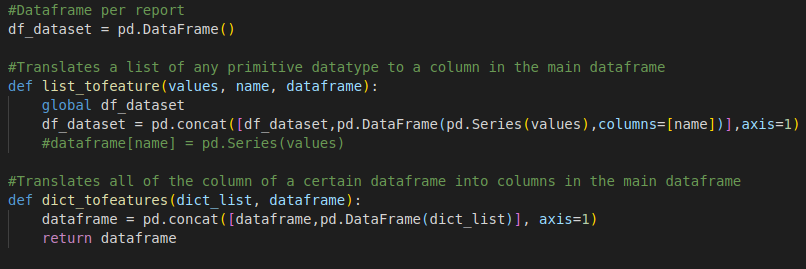 #Dataframe per report
df_dataset = pd.DataFrame()
#Translates a list of any primitive datatype to a column in the main dataframe
def list_tofeature(values, name, dataframe):
    global df_dataset
    df_dataset = pd.concat([df_dataset,pd.DataFrame(pd.Series(values),columns=[name])],axis=1)
    #dataframe[name] = pd.Series(values)
#Translates all of the column of a certain dataframe into columns in the main dataframe
def dict_tofeatures(dict_list, dataframe):
    dataframe = pd.concat([dataframe,pd.DataFrame(dict_list)], axis=1)
    return dataframe